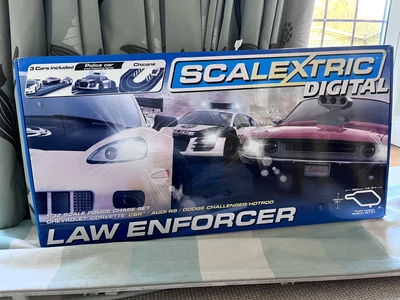 3 Cars included
Police car
Chicane
SCALEXTRIC
DIGITAL
POLICE
1:32 SCALE POLICE CHASE SET
CHEVROLET CORVETTE C6R / AUDI R8 / DODGE CHALLENGER HOTROD
LAW ENFORCER